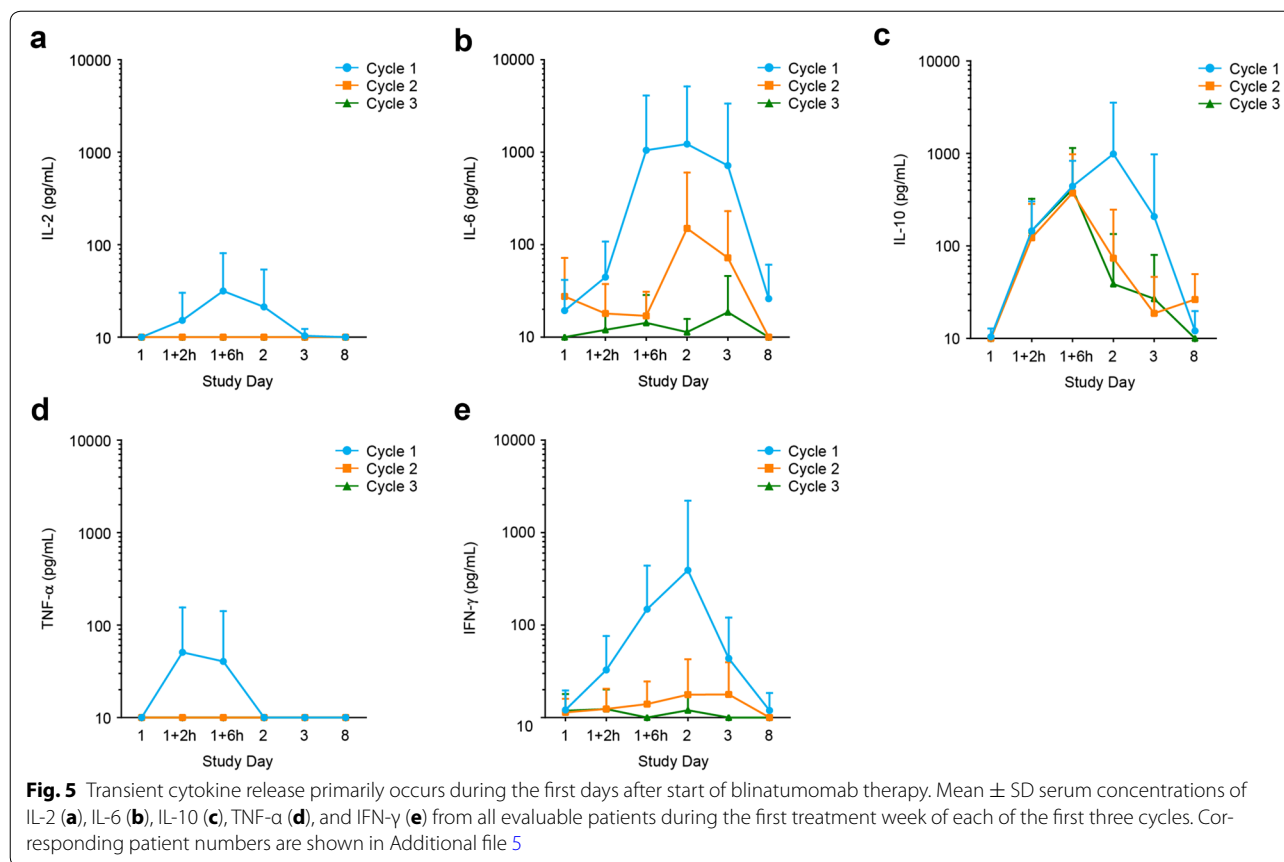 a
10000
1000
100
10
IL-2 (pg/mL)
Cycle 1
Cycle 2
Cycle 3
1 1+2h 1+6h 2 3 8
Study Day
b
10000
1000
100
10
IL-6 (pg/mL)
Cycle 1
Cycle 2
Cycle 3
1 1+2h 1+6h 2 3 8
Study Day
c
10000
1000
100
10
IL-10 (pg/mL)
Cycle 1
Cycle 2
Cycle 3
1 1+2h 1+6h 2 3 8
Study Day
d
10000
1000
100
10
TNF-α (pg/mL)
Cycle 1
Cycle 2
Cycle 3
1 1+2h 1+6h 2 3 8
Study Day
e
10000
1000
100
10
IFN-γ (pg/mL)
Cycle 1
Cycle 2
Cycle 3
1 1+2h 1+6h 2 3 8
Study Day
Fig. 5 Transient cytokine release primarily occurs during the first days after start of blinatumomab therapy. Mean ± SD serum concentrations of
IL-2 (a), IL-6 (b), IL-10 (c), TNF-α (d), and IFN-γ (e) from all evaluable patients during the first treatment week of each of the first three cycles. Cor-
responding patient numbers are shown in Additional file 5